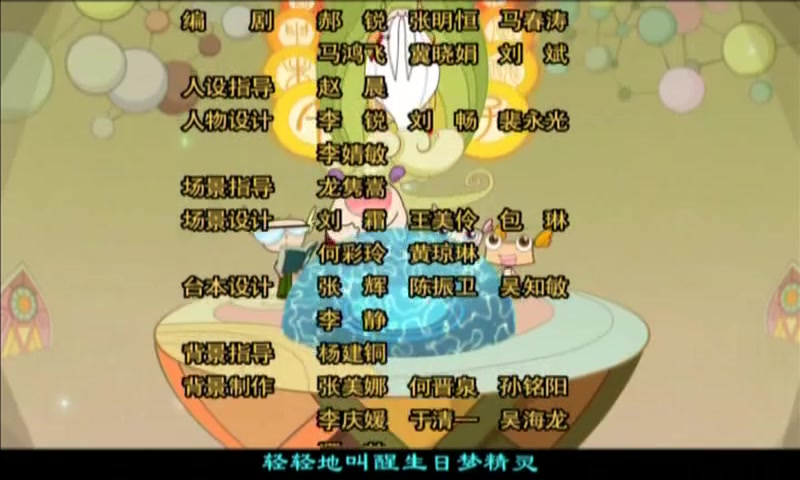 编 剧 郝 锐 张明恒 马春涛
马鸿飞 冀晓娟 刘 斌
人设指导 赵 晨
人物设计 李 锐 刘 畅 裴永光
李婧敏
场景指导 龙隽嵩
场景设计 刘 霜 王美伶 包 琳
何彩玲 黄琼琳
台本设计 张 辉 陈振卫 吴知敏
李 静
背景指导 杨建铜
背景制作 张美娜 何晋泉 孙铭阳
李庆媛 于清一 吴海龙
轻轻地叫醒生日梦精灵